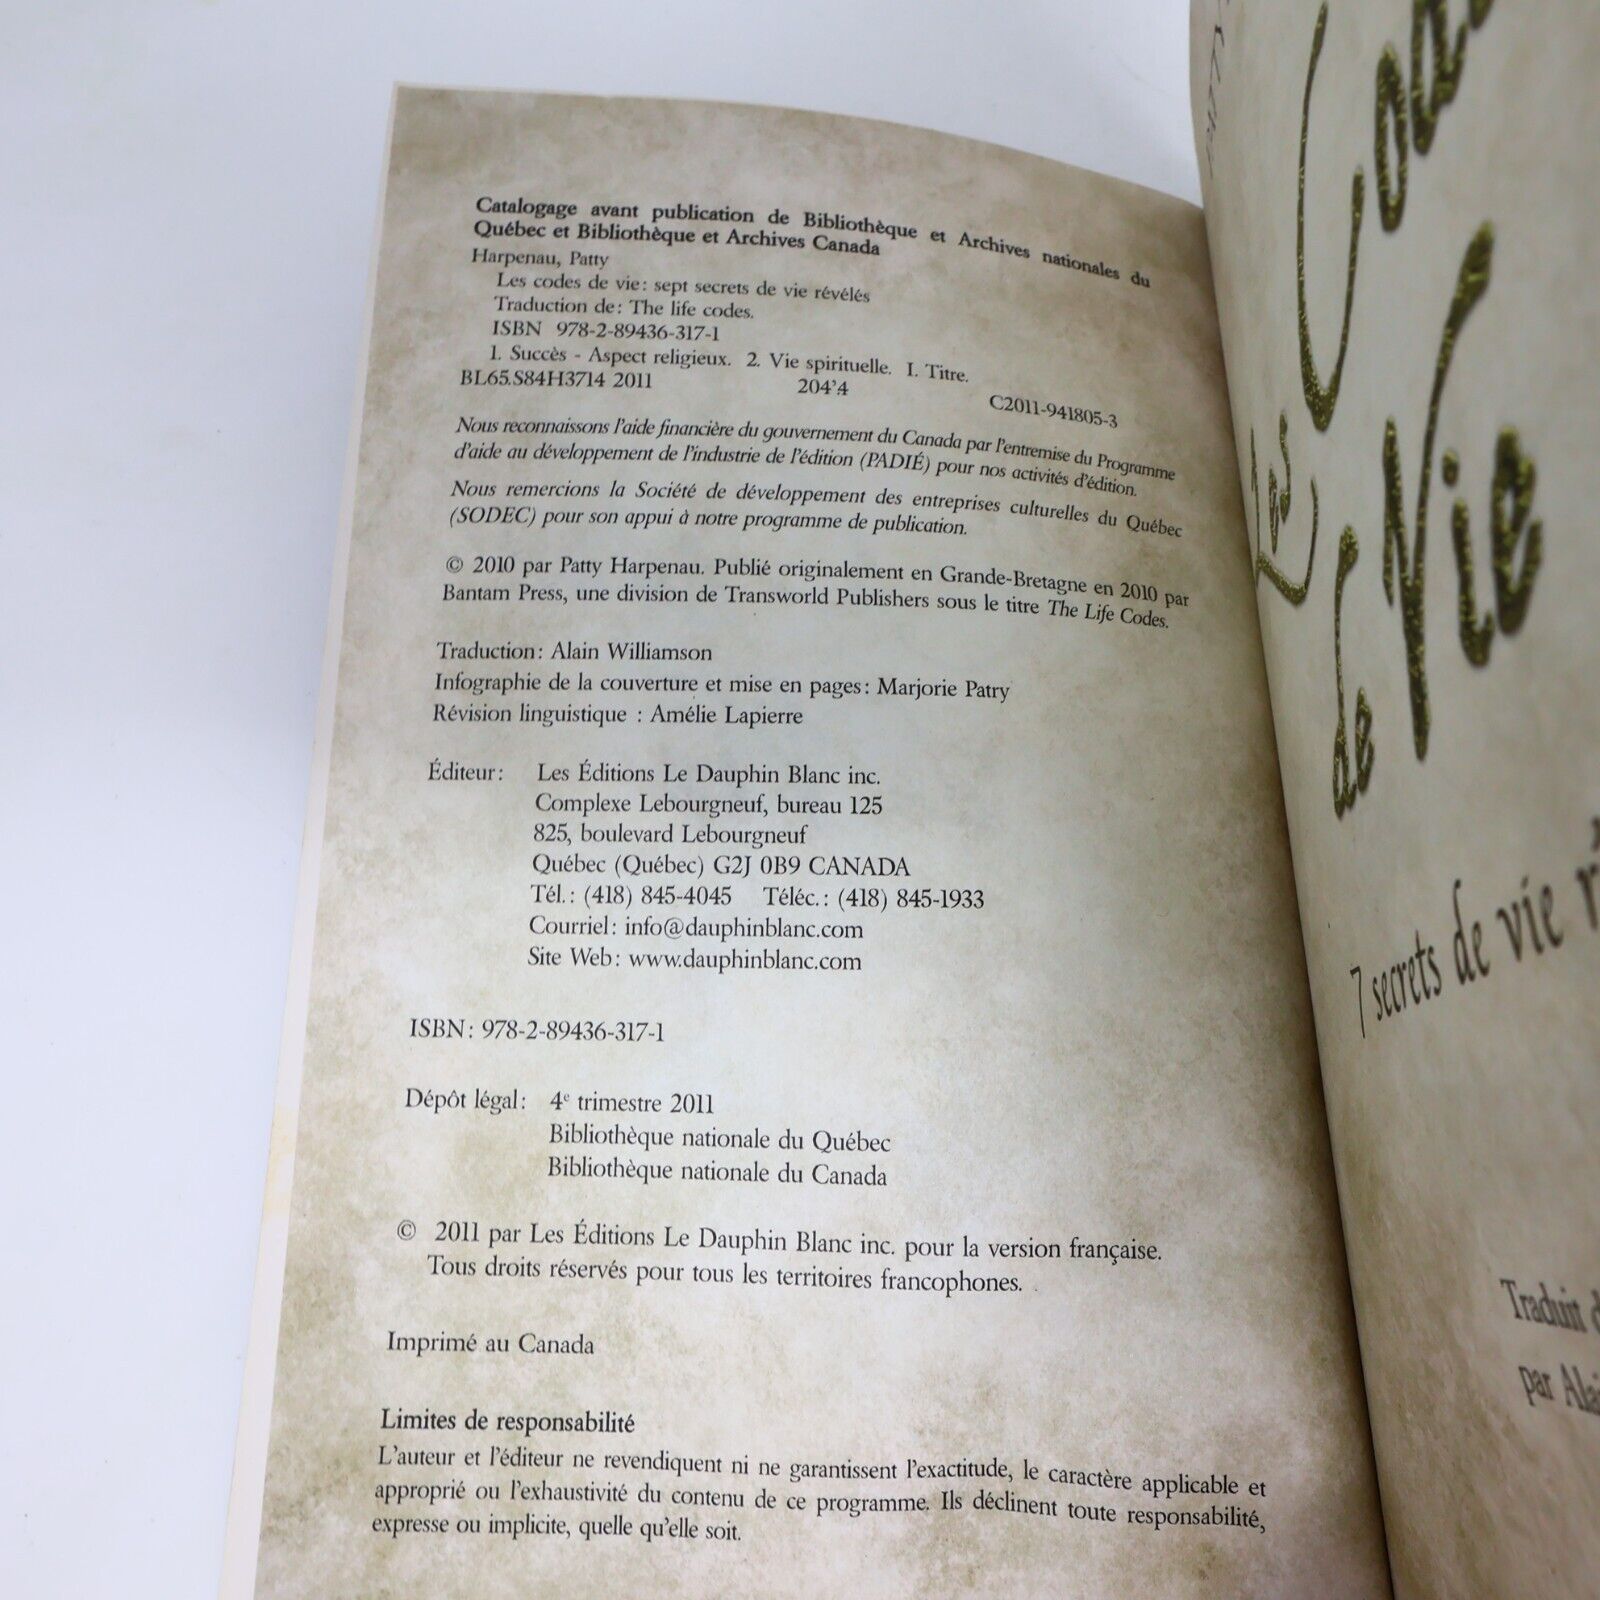 Catalogage avant publication de Bibliothèque et Archives nationales du
Québec et Bibliothèque et Archives Canada
Harpenau, Patty
Les codes de vie : sept secrets de vie révélés
Traduction de : The life codes.
ISBN 978-2-89436-317-1
1. Succès - Aspect religieux. 2. Vie spirituelle. I. Titre.
BL65.S84H3714 2011 204'.4 C2011-941805-3
Nous reconnaissons l'aide financière du gouvernement du Canada par l'entremise du Programme
d'aide au développement de l'industrie de l'édition (PADIÉ) pour nos activités d'édition.
Nous remercions la Société de développement des entreprises culturelles du Québec
(SODEC) pour son appui à notre programme de publication.
© 2010 par Patty Harpenau. Publié originalement en Grande-Bretagne en 2010 par
Bantam Press, une division de Transworld Publishers sous le titre The Life Codes.
Traduction : Alain Williamson
Infographie de la couverture et mise en pages : Marjorie Patry
Révision linguistique : Amélie Lapierre
Éditeur : Les Éditions Le Dauphin Blanc inc.
Complexe Lebourgneuf, bureau 125
825, boulevard Lebourgneuf
Québec (Québec) G2J 0B9 CANADA
Tél. : (418) 845-4045 Téléc. : (418) 845-1933
Courriel : info@dauphinblanc.com
Site Web : www.dauphinblanc.com
ISBN : 978-2-89436-317-1
Dépôt légal : 4e trimestre 2011
Bibliothèque nationale du Québec
Bibliothèque nationale du Canada
© 2011 par Les Éditions Le Dauphin Blanc inc. pour la version française.
Tous droits réservés pour tous les territoires francophones.
Imprimé au Canada
Limites de responsabilité
L'auteur et l'éditeur ne revendiquent ni ne garantissent l'exactitude, le caractère applicable et
approprié ou l'exhaustivité du contenu de ce programme. Ils déclinent toute responsabilité,
expresse ou implicite, quelle qu'elle soit.
Les
de Vie
7 secrets de vie
Traduit
par